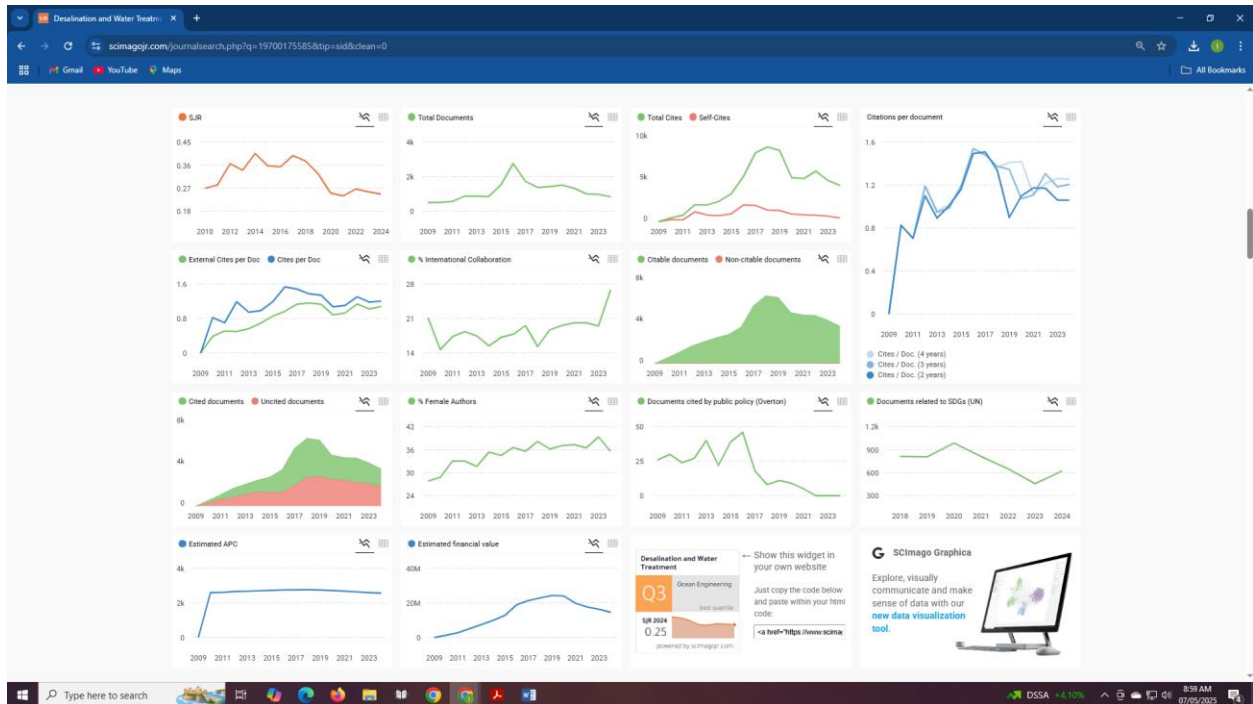 Desalination and Water Treatm
scimagojr.com/journalsearch.php?q=19700175585&tip=sid&clean=0
Gmail YouTube Maps All Bookmarks
SJR
0.45
0.36
0.27
0.18
2010 2012 2014 2016 2018 2020 2022 2024
Total Documents
4k
2k
0
2009 2011 2013 2015 2017 2019 2021 2023
Total Cites Self-Cites
10k
5k
0
2009 2011 2013 2015 2017 2019 2021 2023
Citations per document
1.6
1.2
0.8
0.4
0
2009 2011 2013 2015 2017 2019 2021 2023
Cites / Doc. (4 years)
Cites / Doc. (3 years)
Cites / Doc. (2 years)
External Cites per Doc Cites per Doc
1.6
0.8
0
2009 2011 2013 2015 2017 2019 2021 2023
% International Collaboration
28
21
14
2009 2011 2013 2015 2017 2019 2021 2023
Citable documents Non-citable documents
8k
4k
0
2009 2011 2013 2015 2017 2019 2021 2023
Cited documents Uncited documents
8k
4k
0
2009 2011 2013 2015 2017 2019 2021 2023
% Female Authors
42
36
30
24
2009 2011 2013 2015 2017 2019 2021 2023
Documents cited by public policy (Overton)
50
25
0
2009 2011 2013 2015 2017 2019 2021 2023
Documents related to SDGs (UN)
1.2k
900
600
300
2018 2019 2020 2021 2022 2023 2024
Estimated APC
4k
2k
0
2009 2011 2013 2015 2017 2019 2021 2023
Estimated financial value
40M
20M
0
2009 2011 2013 2015 2017 2019 2021 2023
Desalination and Water
Treatment
Q3
Ocean Engineering
best quartile
SJR 2024
0.25
powered by scimagojr.com
← Show this widget in
your own website
Just copy the code below
and paste within your html
code:
<a href="https://www.scimag
SCImago Graphica
Explore, visually
communicate and make
sense of data with our
new data visualization
tool.
Type here to search
DSSA +4.10%
8:59 AM
07/05/2025